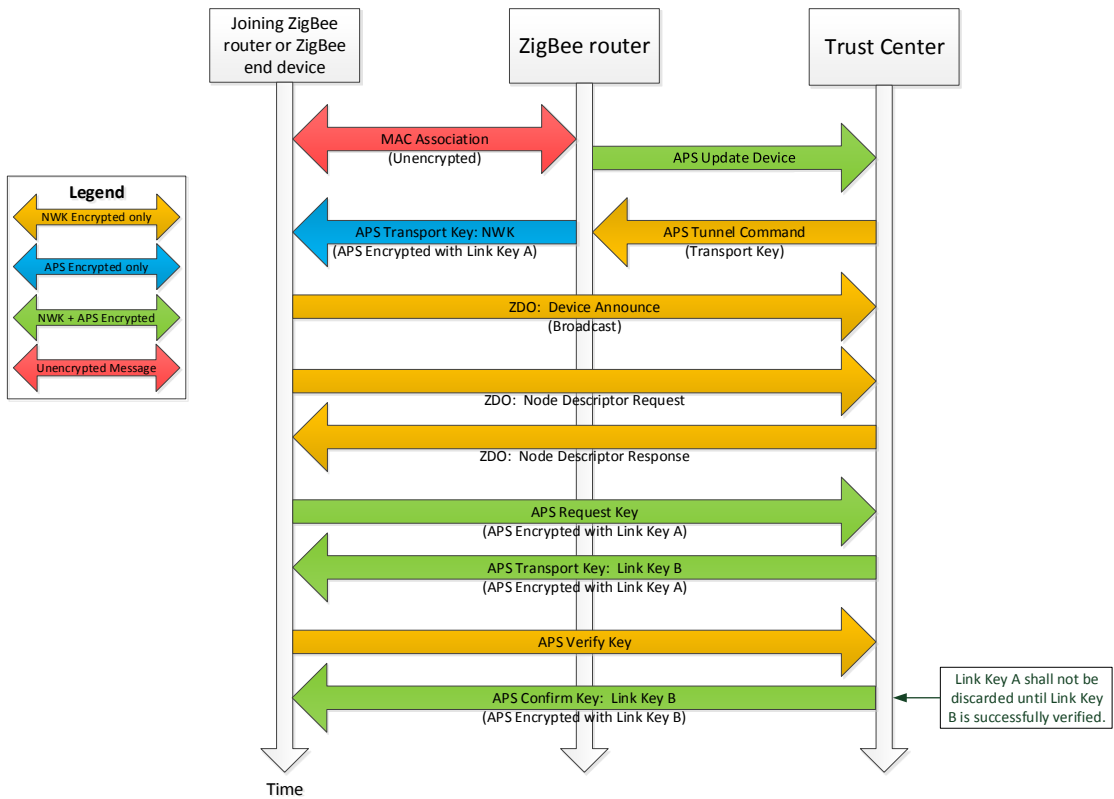 Joining ZigBee
router or ZigBee
end device
ZigBee router
Trust Center
MAC Association
(Unencrypted)
APS Update Device
Legend
NWK Encrypted only
APS Encrypted only
NWK + APS Encrypted
Unencrypted Message
APS Transport Key: NWK
(APS Encrypted with Link Key A)
APS Tunnel Command
(Transport Key)
ZDO: Device Announce
(Broadcast)
ZDO: Node Descriptor Request
ZDO: Node Descriptor Response
APS Request Key
(APS Encrypted with Link Key A)
APS Transport Key: Link Key B
(APS Encrypted with Link Key A)
APS Verify Key
APS Confirm Key: Link Key B
(APS Encrypted with Link Key B)
Link Key A shall not be
discarded until Link Key
B is successfully verified.
Time